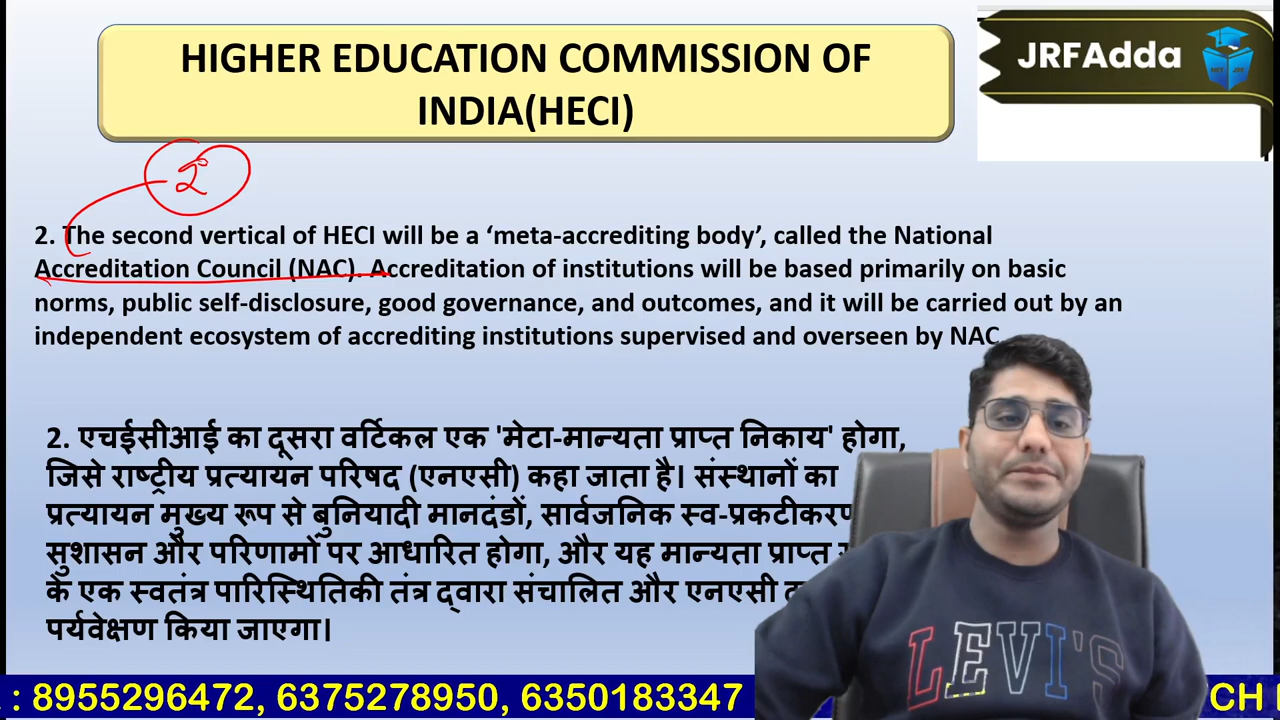 HIGHER EDUCATION COMMISSION OF
INDIA(HECI)
JRFAdda
2
2. The second vertical of HECI will be a ‘meta-accrediting body’, called the National
Accreditation Council (NAC). Accreditation of institutions will be based primarily on basic
norms, public self-disclosure, good governance, and outcomes, and it will be carried out by an
independent ecosystem of accrediting institutions supervised and overseen by NAC.
2. एचईसीआई का दूसरा वर्टिकल एक 'मेटा-मान्यता प्राप्त निकाय' होगा,
जिसे राष्ट्रीय प्रत्यायन परिषद (एनएसी) कहा जाता है। संस्थानों का
प्रत्यायन मुख्य रूप से बुनियादी मानदंडों, सार्वजनिक स्व-प्रकटीकरण
सुशासन और परिणामों पर आधारित होगा, और यह मान्यता प्राप्त
के एक स्वतंत्र पारिस्थितिकी तंत्र द्वारा संचालित और एनएसी
पर्यवेक्षण किया जाएगा।
LEVI'S
: 8955296472, 6375278950, 6350183347
CH